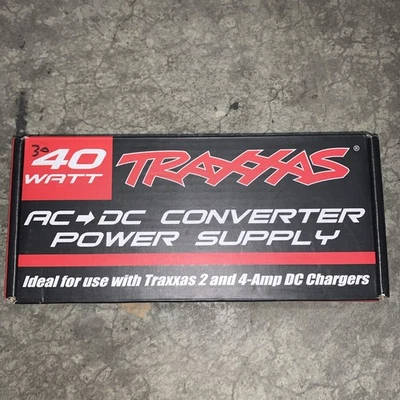 30
40
WATT
TRAXXAS®
AC→DC CONVERTER
POWER SUPPLY
Ideal for use with Traxxas 2 and 4-Amp DC Chargers